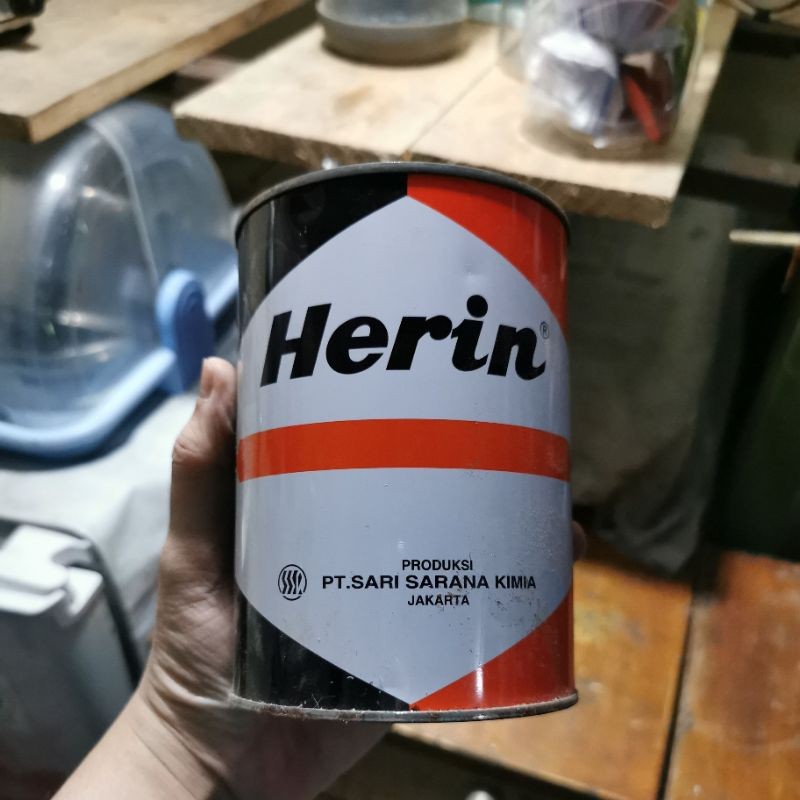 Herin®
PRODUKSI
PT.SARI SARANA KIMIA
JAKARTA